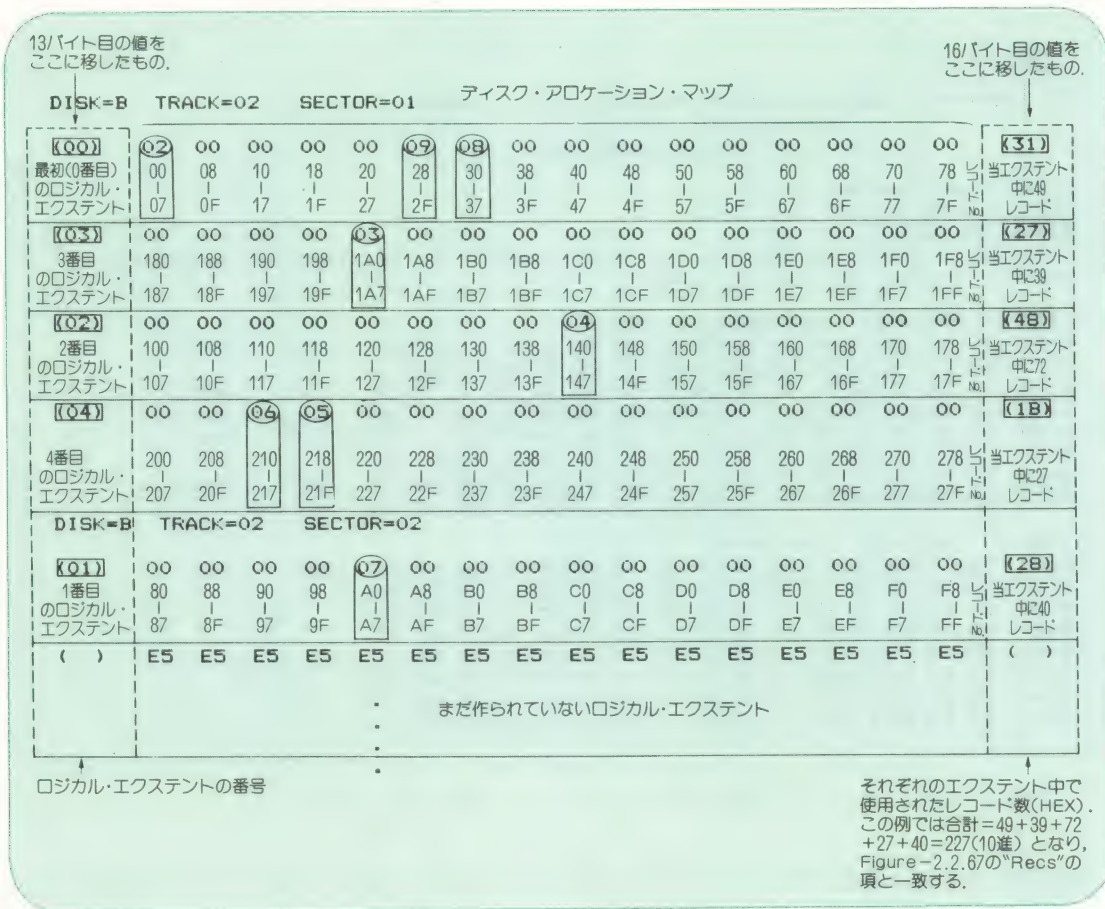 13バイト目の値を
ここに移したもの.
16バイト目の値を
ここに移したもの.
ディスク・アロケーション・マップ
DISK=B TRACK=02 SECTOR=01
(00) 02 00 00 00 00 09 08 00 00 00 00 00 00 00 00 00 (31)
最初(0番目) 00 08 10 18 20 28 30 38 40 48 50 58 60 68 70 78 当エクステント
のロジカル・ | | | | | | | | | | | | | | | | レコードNo. 中に49
エクステント 07 0F 17 1F 27 2F 37 3F 47 4F 57 5F 67 6F 77 7F レコード
(03) 00 00 00 00 03 00 00 00 00 00 00 00 00 00 00 00 (27)
3番目 180 188 190 198 1A0 1A8 1B0 1B8 1C0 1C8 1D0 1D8 1E0 1E8 1F0 1F8 当エクステント
のロジカル・ | | | | | | | | | | | | | | | | レコードNo. 中に39
エクステント 187 18F 197 19F 1A7 1AF 1B7 1BF 1C7 1CF 1D7 1DF 1E7 1EF 1F7 1FF レコード
(02) 00 00 00 00 00 00 00 00 04 00 00 00 00 00 00 00 (48)
2番目 100 108 110 118 120 128 130 138 140 148 150 158 160 168 170 178 当エクステント
のロジカル・ | | | | | | | | | | | | | | | | レコードNo. 中に72
エクステント 107 10F 117 11F 127 12F 137 13F 147 14F 157 15F 167 16F 177 17F レコード
(04) 00 00 06 05 00 00 00 00 00 00 00 00 00 00 00 00 (1B)
4番目 200 208 210 218 220 228 230 238 240 248 250 258 260 268 270 278 当エクステント
のロジカル・ | | | | | | | | | | | | | | | | レコードNo. 中に27
エクステント 207 20F 217 21F 227 22F 237 23F 247 24F 257 25F 267 26F 277 27F レコード
DISK=B TRACK=02 SECTOR=02
(01) 00 00 00 00 07 00 00 00 00 00 00 00 00 00 00 00 (28)
1番目 80 88 90 98 A0 A8 B0 B8 C0 C8 D0 D8 E0 E8 F0 F8 当エクステント
のロジカル・ | | | | | | | | | | | | | | | | レコードNo. 中に40
エクステント 87 8F 97 9F A7 AF B7 BF C7 CF D7 DF E7 EF F7 FF レコード
( ) E5 E5 E5 E5 E5 E5 E5 E5 E5 E5 E5 E5 E5 E5 E5 E5 ( )
まだ作られていないロジカル・エクステント
ロジカル・エクステントの番号
それぞれのエクステント中で
使用されたレコード数(HEX).
この例では合計=49+39+72
+27+40=227(10進)となり,
Figure-2.2.67の"Recs"の
項と一致する.